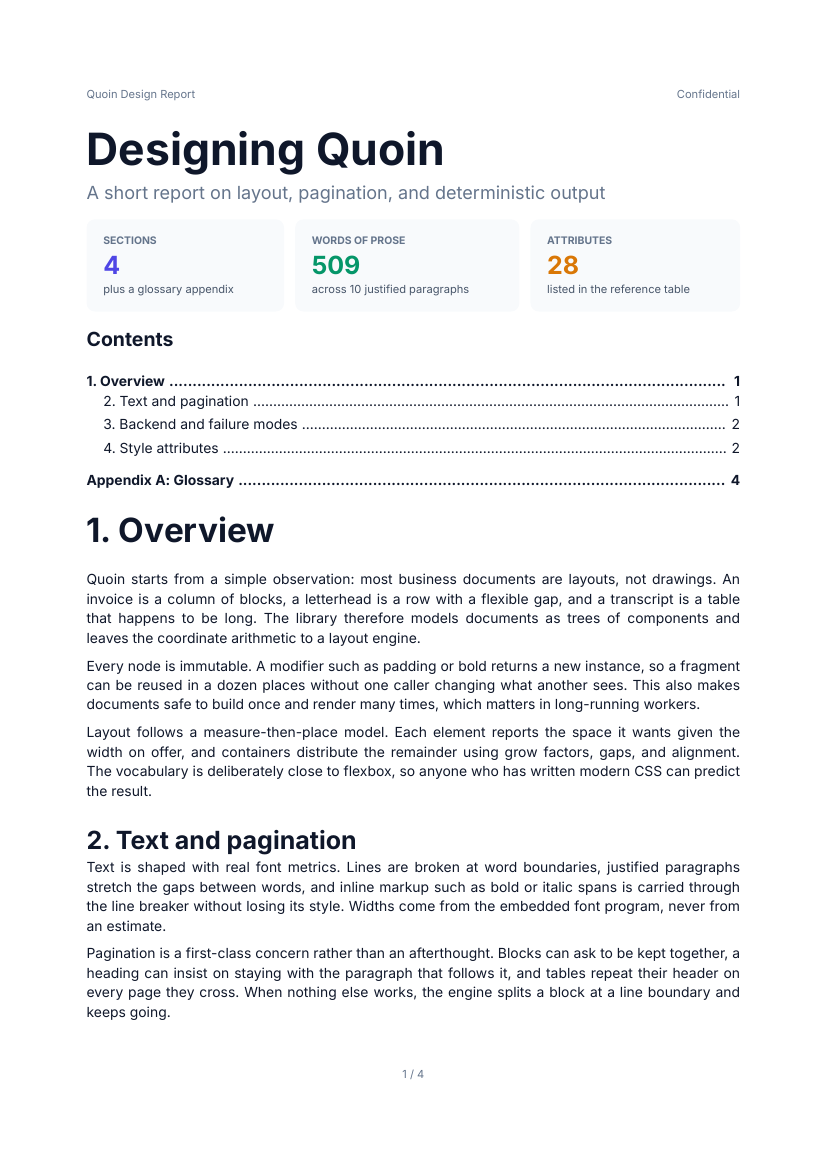 Quoin Design Report Confidential
Designing Quoin
A short report on layout, pagination, and deterministic output
SECTIONS WORDS OF PROSE ATTRIBUTES
4 509 28
plus a glossary appendix across 10 justified paragraphs listed in the reference table
Contents
1. Overview ........................................................................................................................ 1
2. Text and pagination ........................................................................................................................ 1
3. Backend and failure modes ........................................................................................................................ 2
4. Style attributes ........................................................................................................................ 2
Appendix A: Glossary ........................................................................................................................ 4
1. Overview
Quoin starts from a simple observation: most business documents are layouts, not drawings. An
invoice is a column of blocks, a letterhead is a row with a flexible gap, and a transcript is a table
that happens to be long. The library therefore models documents as trees of components and
leaves the coordinate arithmetic to a layout engine.
Every node is immutable. A modifier such as padding or bold returns a new instance, so a fragment
can be reused in a dozen places without one caller changing what another sees. This also makes
documents safe to build once and render many times, which matters in long-running workers.
Layout follows a measure-then-place model. Each element reports the space it wants given the
width on offer, and containers distribute the remainder using grow factors, gaps, and alignment.
The vocabulary is deliberately close to flexbox, so anyone who has written modern CSS can predict
the result.
2. Text and pagination
Text is shaped with real font metrics. Lines are broken at word boundaries, justified paragraphs
stretch the gaps between words, and inline markup such as bold or italic spans is carried through
the line breaker without losing its style. Widths come from the embedded font program, never from
an estimate.
Pagination is a first-class concern rather than an afterthought. Blocks can ask to be kept together, a
heading can insist on staying with the paragraph that follows it, and tables repeat their header on
every page they cross. When nothing else works, the engine splits a block at a line boundary and
keeps going.
1 / 4